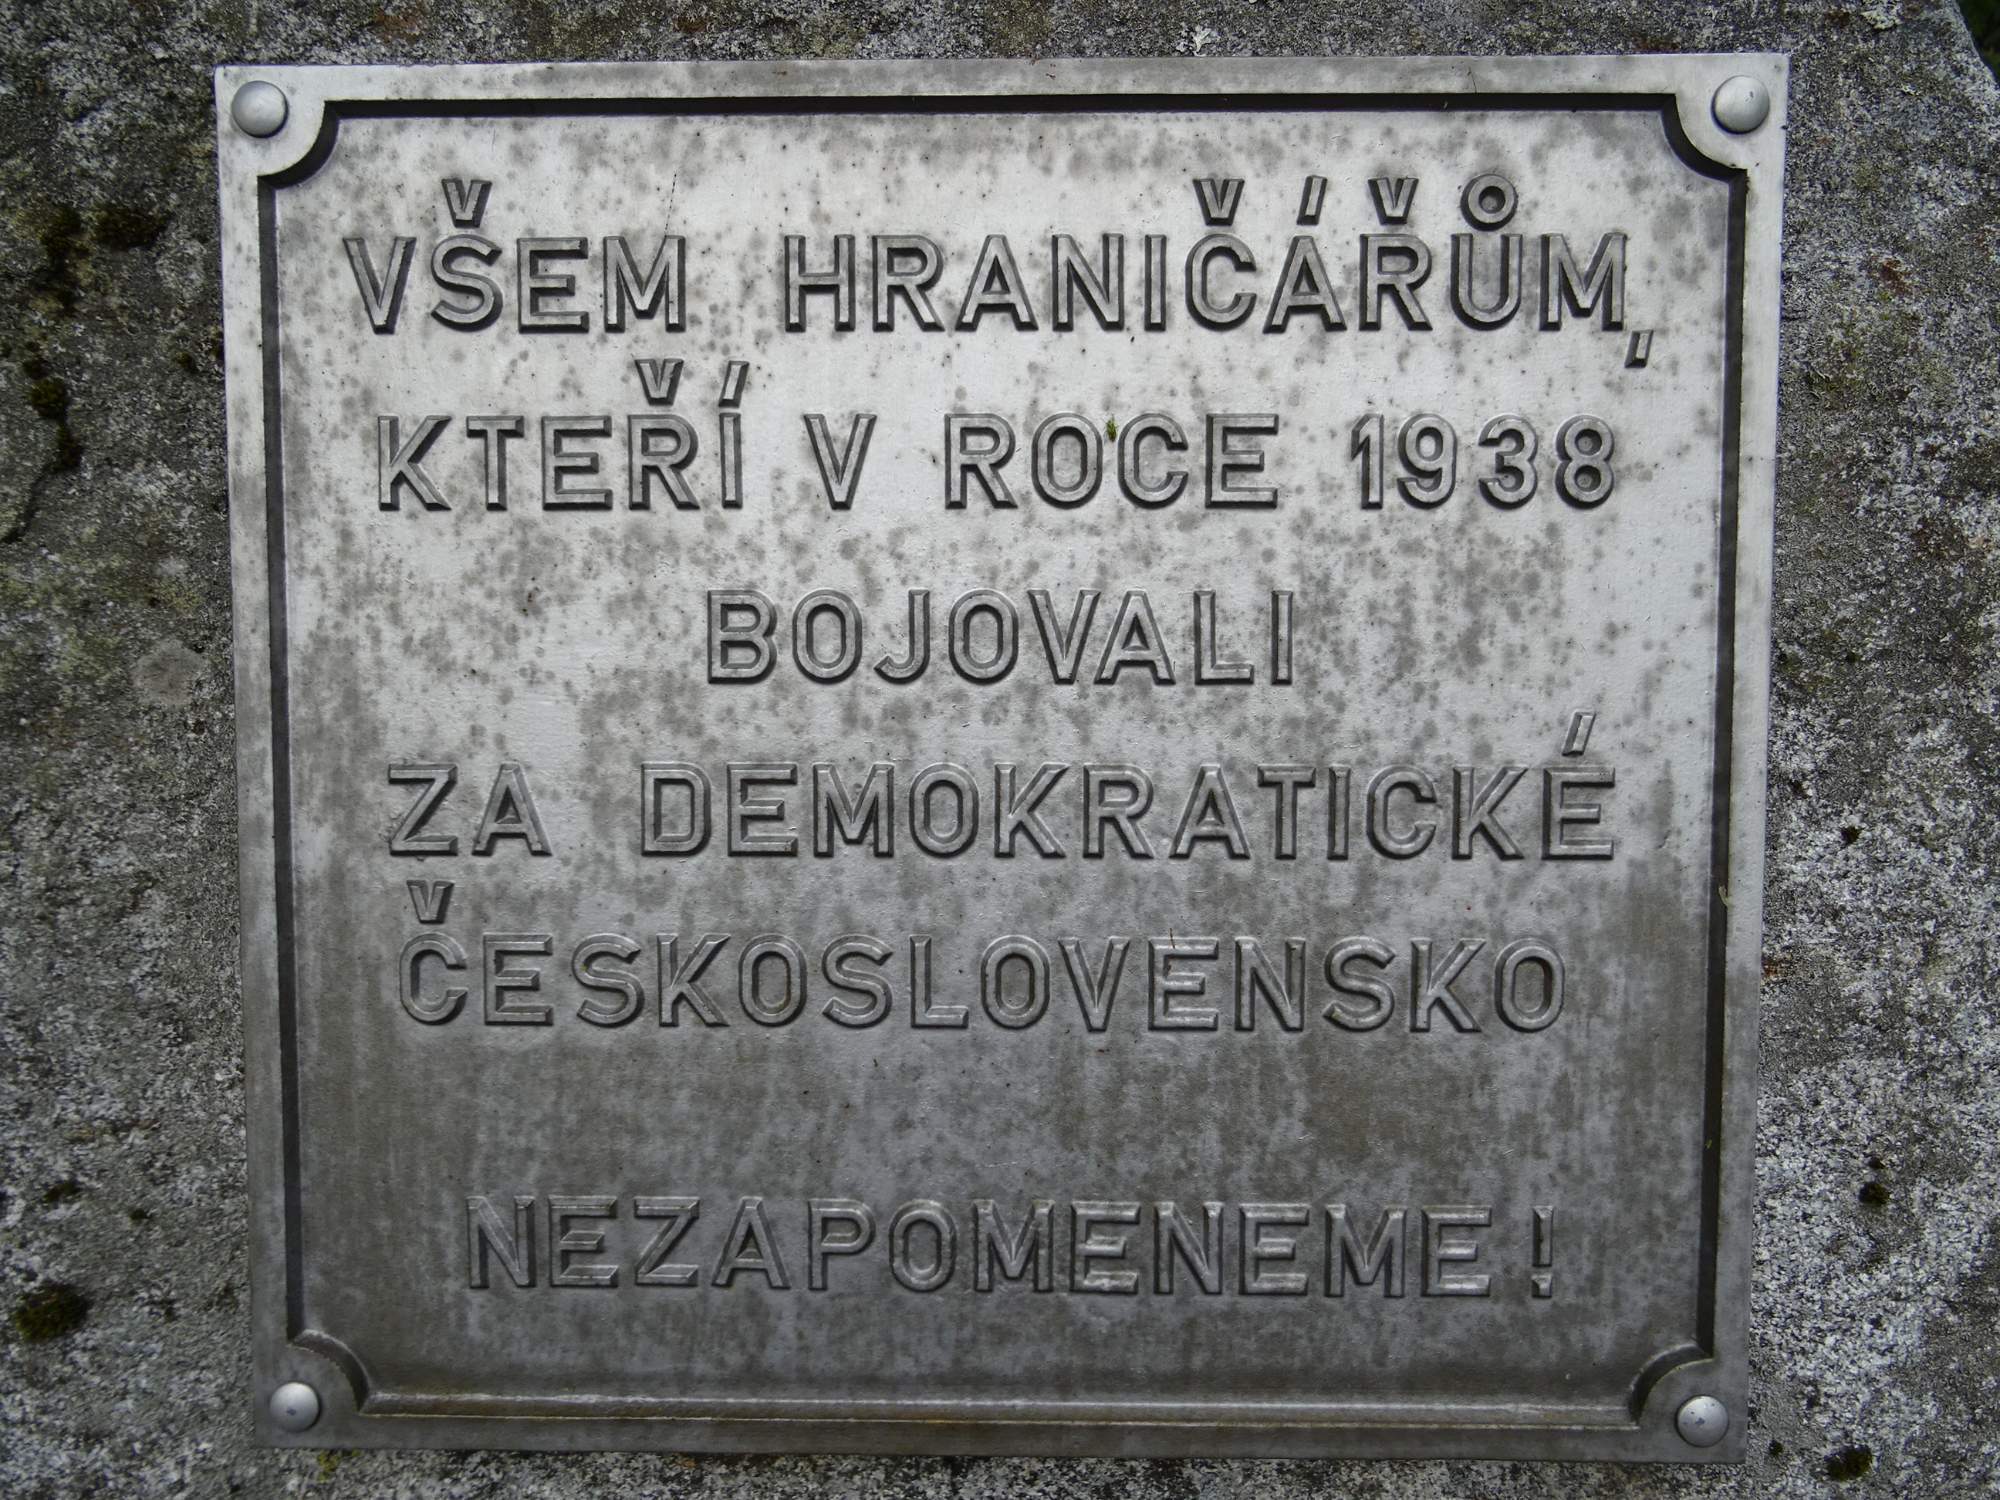 VŠEM HRANIČÁŘŮM,
KTEŘÍ V ROCE 1938
BOJOVALI
ZA DEMOKRATICKÉ
ČESKOSLOVENSKO
NEZAPOMENEME!